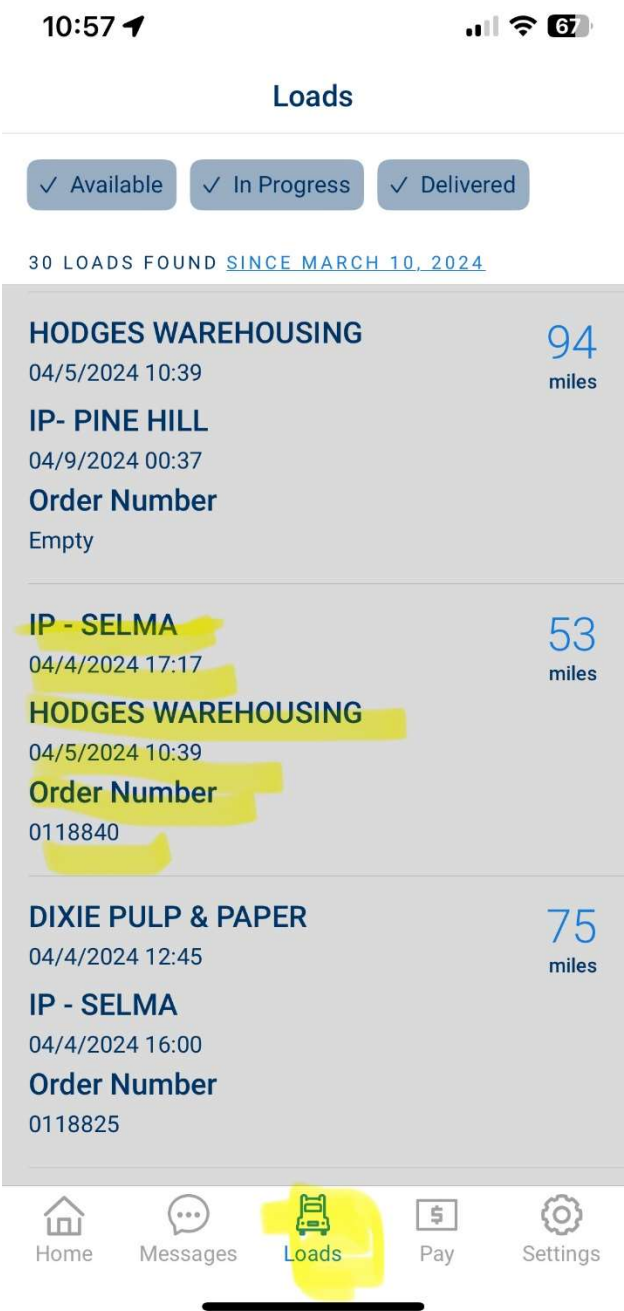 10:57
67
Loads
✓ Available ✓ In Progress ✓ Delivered
30 LOADS FOUND SINCE MARCH 10, 2024
HODGES WAREHOUSING
94
04/5/2024 10:39
miles
IP- PINE HILL
04/9/2024 00:37
Order Number
Empty
IP - SELMA
53
04/4/2024 17:17
miles
HODGES WAREHOUSING
04/5/2024 10:39
Order Number
0118840
DIXIE PULP & PAPER
75
04/4/2024 12:45
miles
IP - SELMA
04/4/2024 16:00
Order Number
0118825
Home Messages Loads Pay Settings